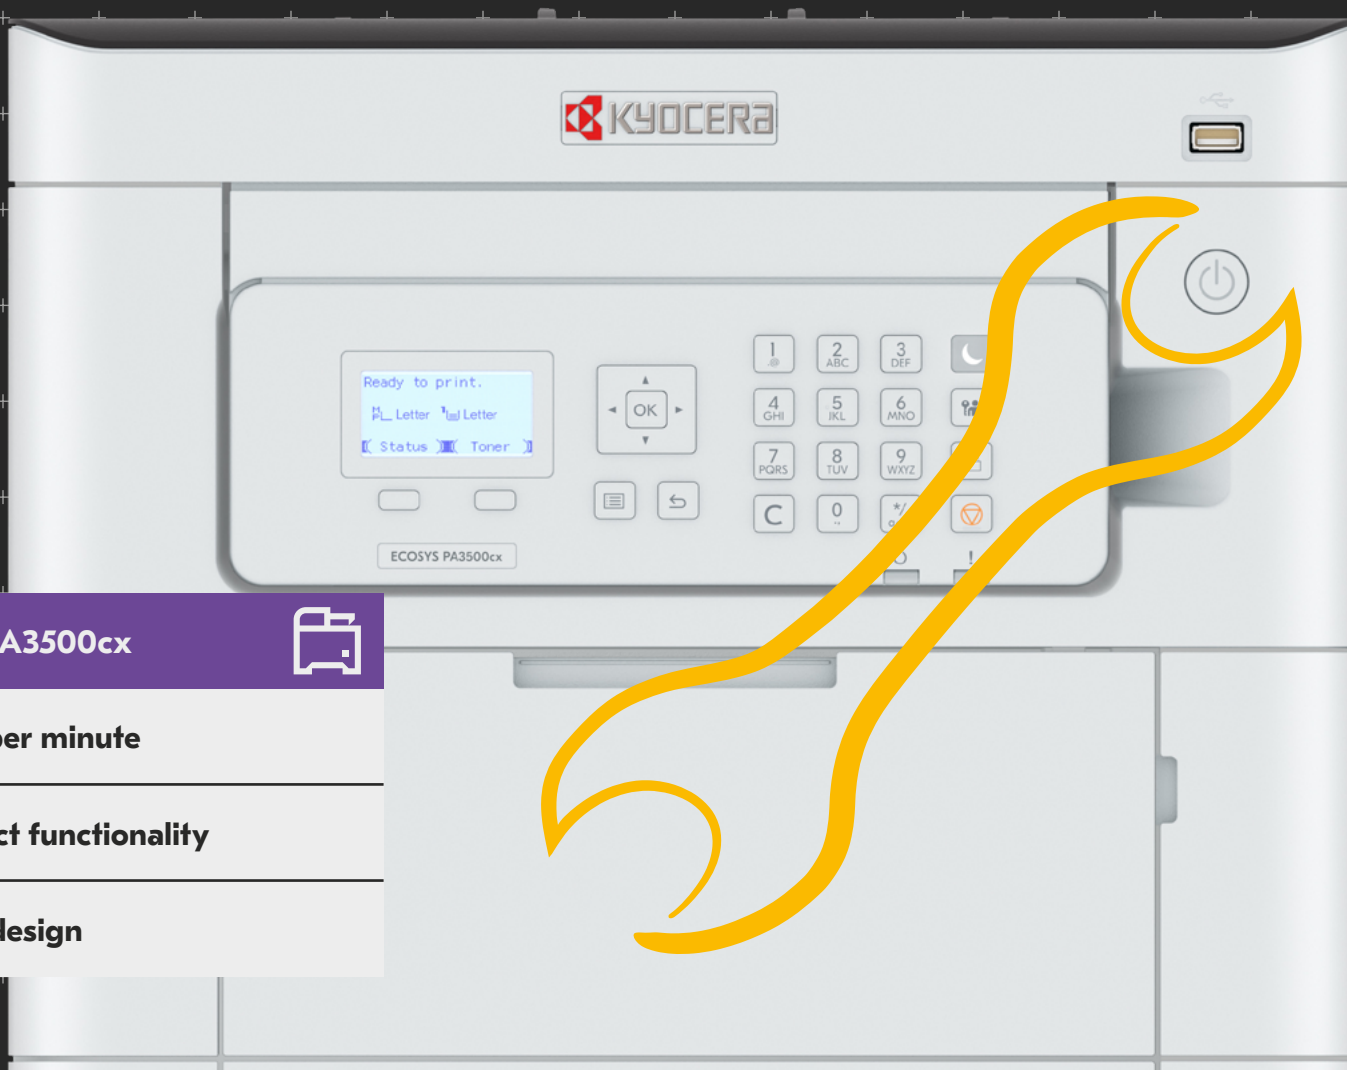 KYOCERA
Ready to print.
Letter Letter
Status Toner
1 2 ABC 3 DEF
4 GHI 5 JKL 6 MNO
7 PQRS 8 TUV 9 WXYZ
OK
C 0
ECOSYS PA3500cx
!
A3500cx
per minute
ct functionality
design